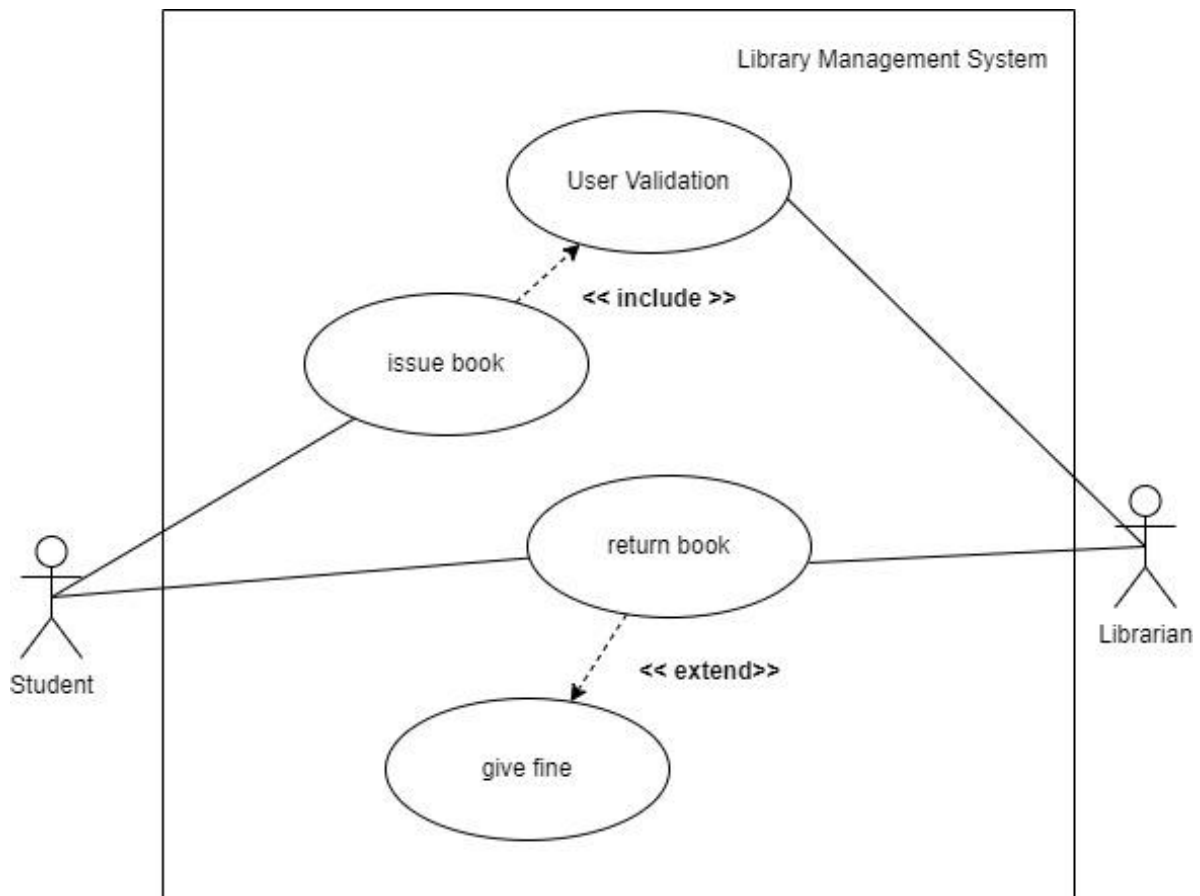 Library Management System
User Validation
<< include >>
issue book
return book
Student
Librarian
<< extend>>
give fine